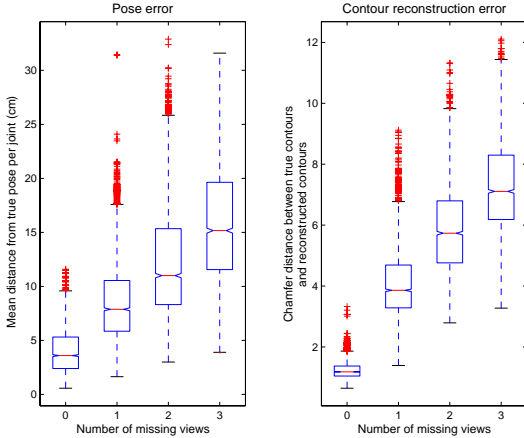 Pose error
Mean distance from true pose per joint (cm)
30
25
20
15
10
5
0
0 1 2 3
Number of missing views
Contour reconstruction error
Chamfer distance between true contours
and reconstructed contours
12
10
8
6
4
2
0 1 2 3
Number of missing views